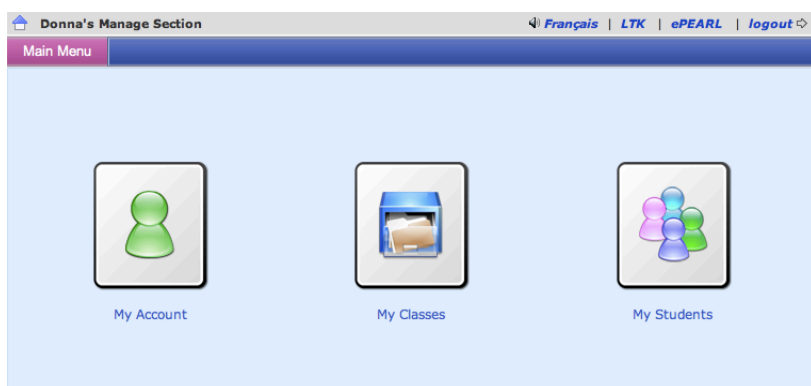 Donna's Manage Section Français | LTK | ePEARL | logout
Main Menu
My Account My Classes My Students